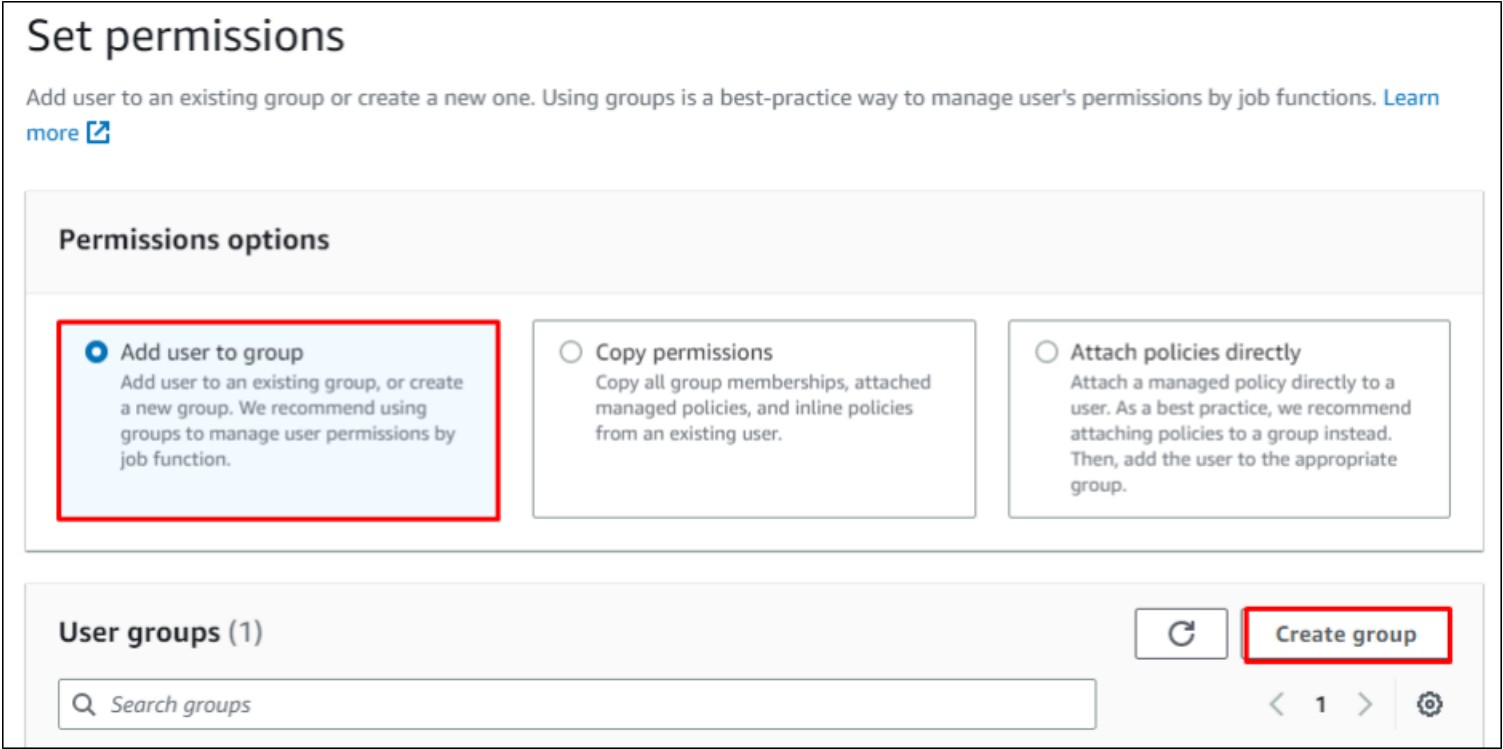 Set permissions
Add user to an existing group or create a new one. Using groups is a best-practice way to manage user's permissions by job functions. Learn
more
Permissions options
Add user to group
Add user to an existing group, or create
a new group. We recommend using
groups to manage user permissions by
job function.
Copy permissions
Copy all group memberships, attached
managed policies, and inline policies
from an existing user.
Attach policies directly
Attach a managed policy directly to a
user. As a best practice, we recommend
attaching policies to a group instead.
Then, add the user to the appropriate
group.
User groups (1)
Create group
Search groups
1